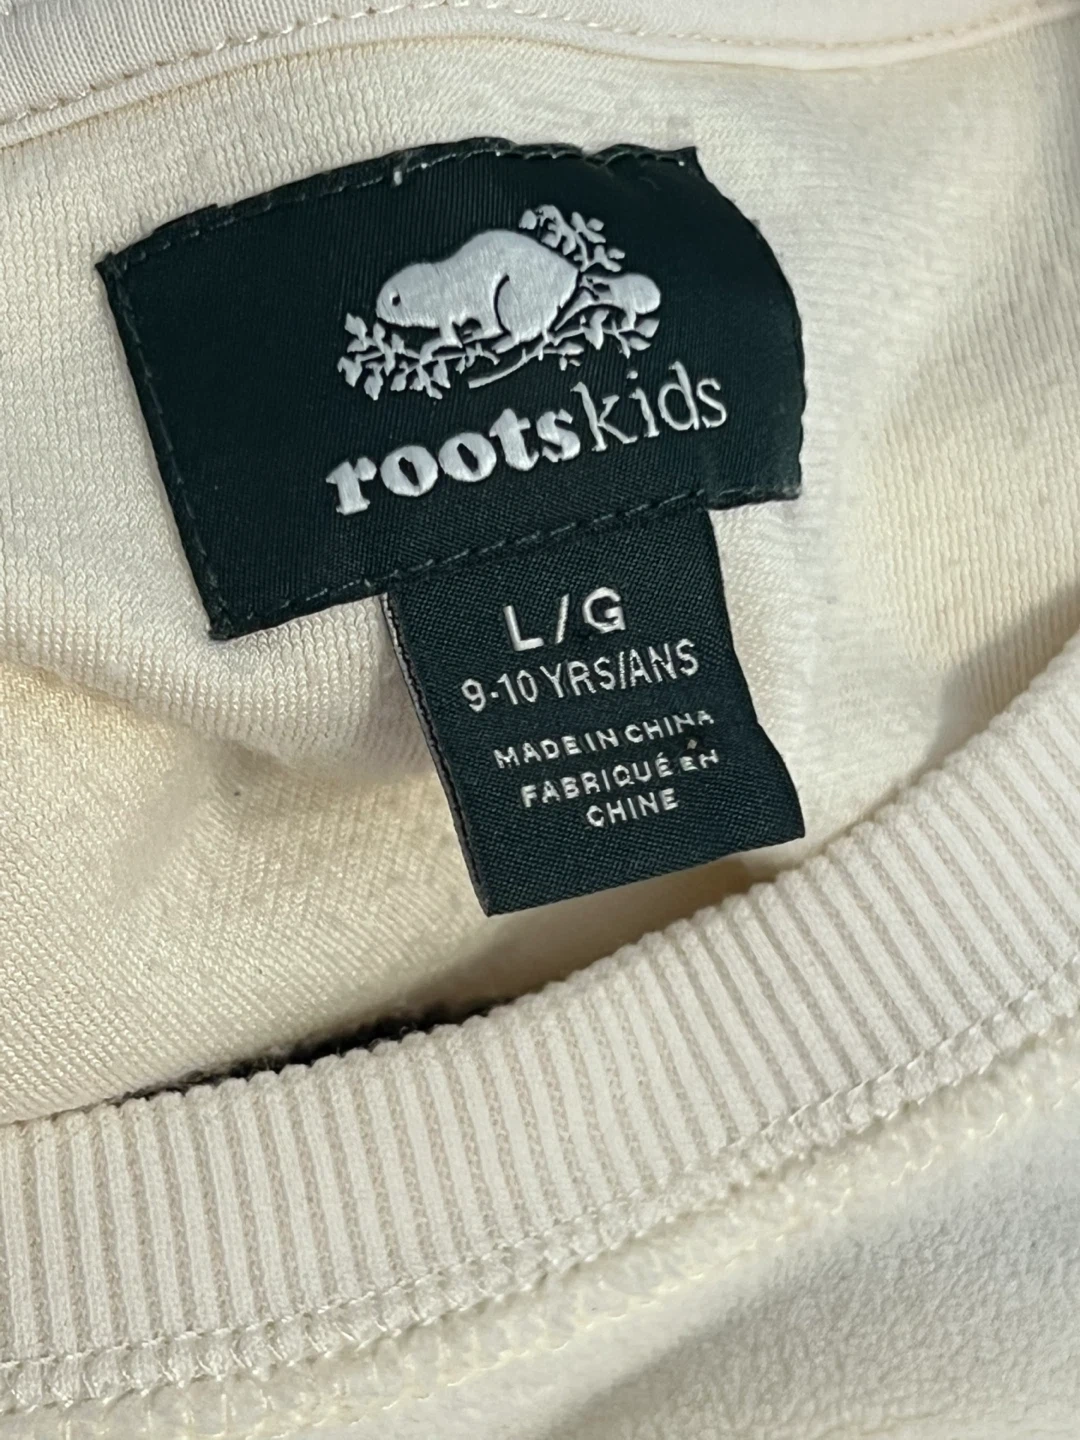 rootskids
L/G
9-10 YRS/ANS
MADE IN CHINA
FABRIQUÉ EN
CHINE